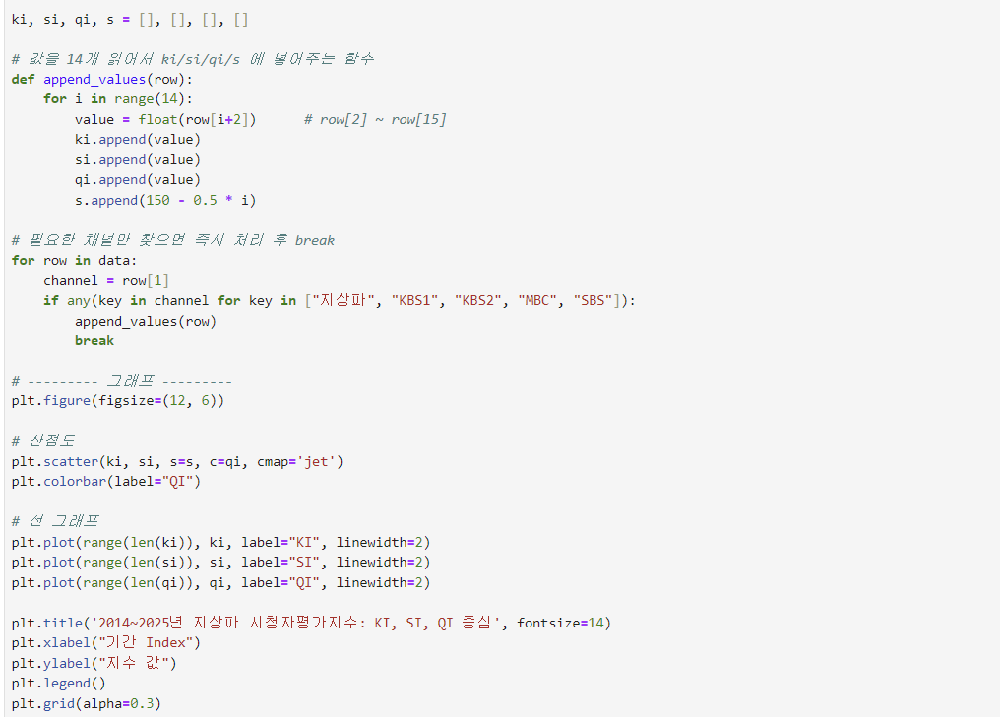 ki, si, qi, s = [], [], [], []
# 값을 14개 읽어서 ki/si/qi/s 에 넣어주는 함수
def append_values(row):
    for i in range(14):
        value = float(row[i+2])      # row[2] ~ row[15]
        ki.append(value)
        si.append(value)
        qi.append(value)
        s.append(150 - 0.5 * i)
# 필요한 채널만 찾으면 즉시 처리 후 break
for row in data:
    channel = row[1]
    if any(key in channel for key in ["지상파", "KBS1", "KBS2", "MBC", "SBS"]):
        append_values(row)
        break
# --------- 그래프 ---------
plt.figure(figsize=(12, 6))
# 산점도
plt.scatter(ki, si, s=s, c=qi, cmap='jet')
plt.colorbar(label="QI")
# 선 그래프
plt.plot(range(len(ki)), ki, label="KI", linewidth=2)
plt.plot(range(len(si)), si, label="SI", linewidth=2)
plt.plot(range(len(qi)), qi, label="QI", linewidth=2)
plt.title('2014~2025년 지상파 시청자평가지수: KI, SI, QI 중심', fontsize=14)
plt.xlabel("기간 Index")
plt.ylabel("지수 값")
plt.legend()
plt.grid(alpha=0.3)